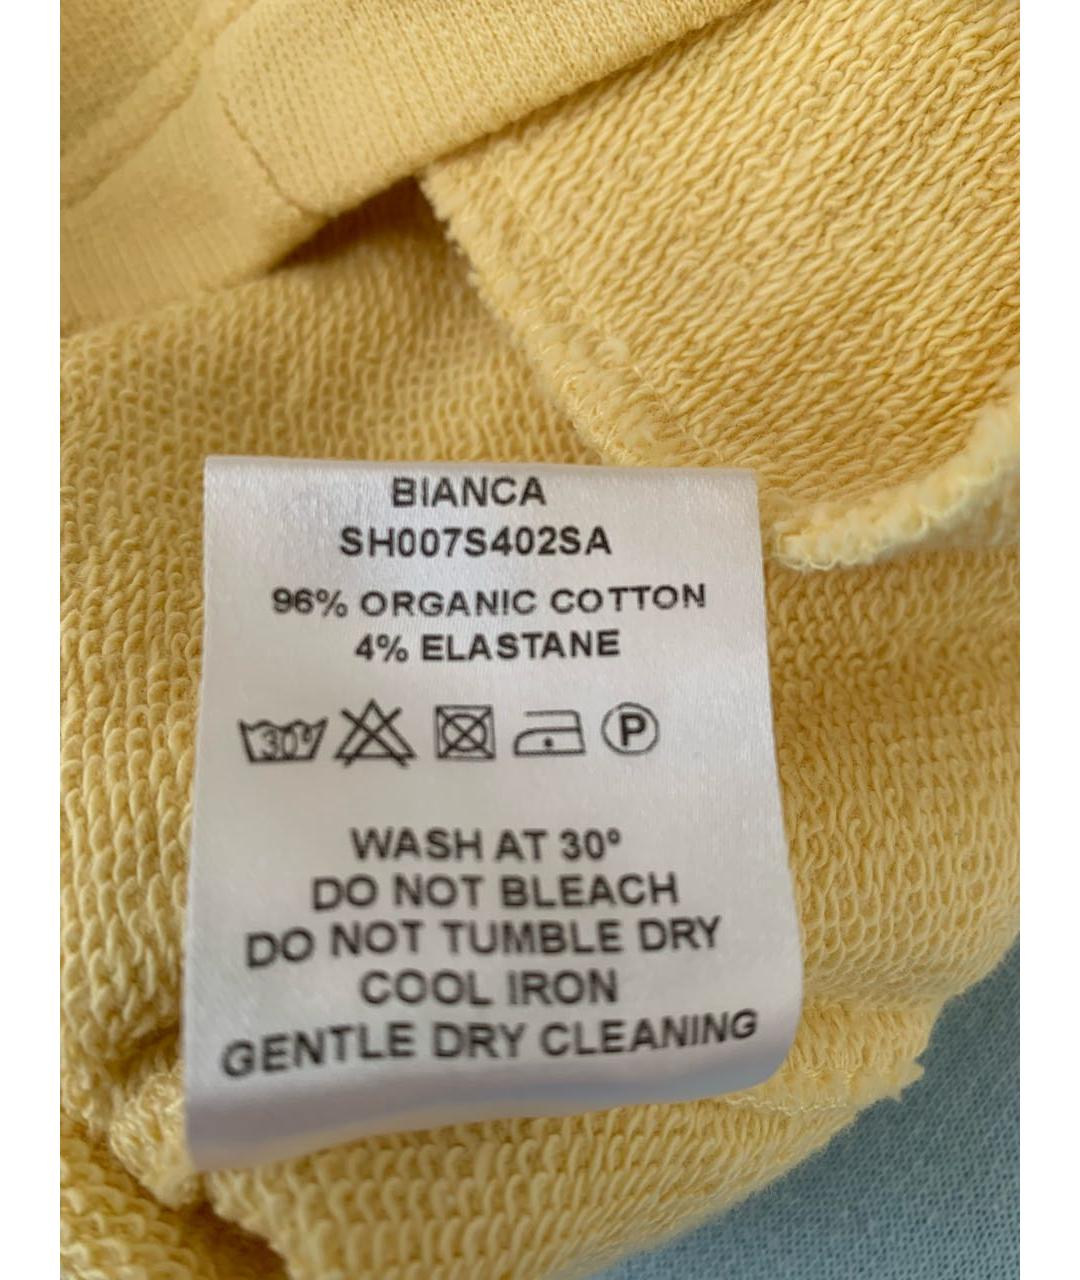 BIANCA
SH007S402SA
96% ORGANIC COTTON
4% ELASTANE
30° P
WASH AT 30°
DO NOT BLEACH
DO NOT TUMBLE DRY
COOL IRON
GENTLE DRY CLEANING